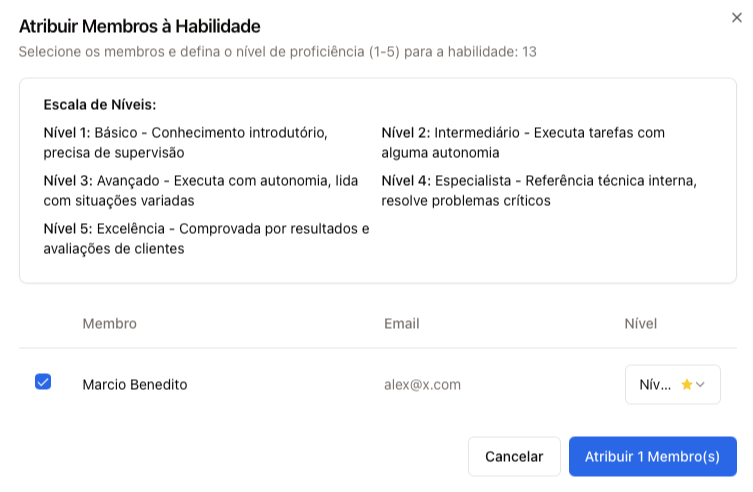 Atribuir Membros à Habilidade
Selecione os membros e defina o nível de proficiência (1-5) para a habilidade: 13
Escala de Níveis:
Nível 1: Básico - Conhecimento introdutório,
precisa de supervisão
Nível 2: Intermediário - Executa tarefas com
alguma autonomia
Nível 3: Avançado - Executa com autonomia, lida
com situações variadas
Nível 4: Especialista - Referência técnica interna,
resolve problemas críticos
Nível 5: Excelência - Comprovada por resultados e
avaliações de clientes
Membro Email Nível
Marcio Benedito alex@x.com Nív...
Cancelar Atribuir 1 Membro(s)